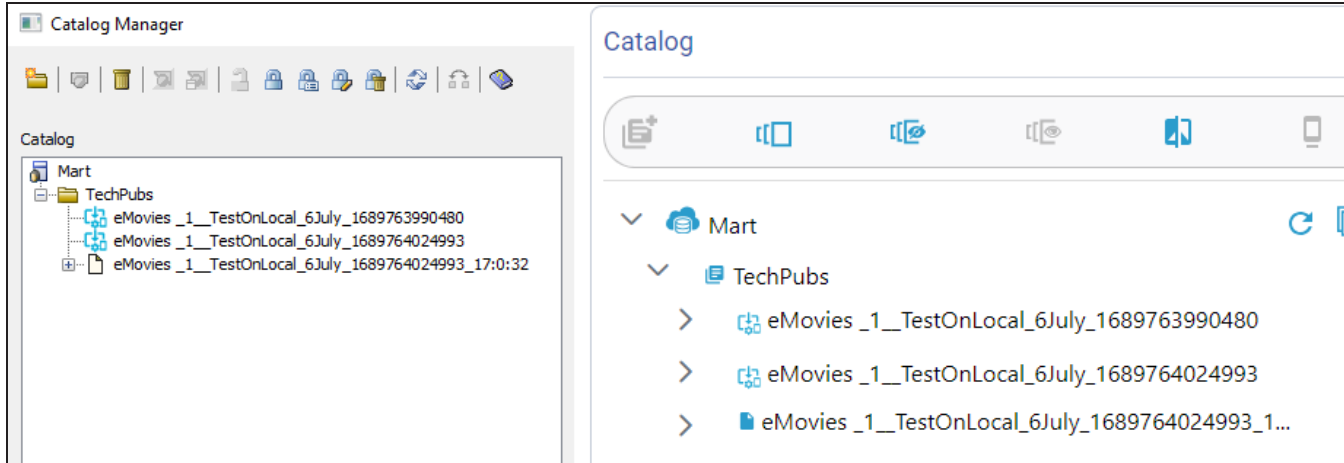 Catalog Manager
Catalog
Mart
TechPubs
eMovies _1__TestOnLocal_6July_1689763990480
eMovies _1__TestOnLocal_6July_1689764024993
eMovies _1__TestOnLocal_6July_1689764024993_17:0:32
Catalog
Mart
TechPubs
eMovies _1__TestOnLocal_6July_1689763990480
eMovies _1__TestOnLocal_6July_1689764024993
eMovies _1__TestOnLocal_6July_1689764024993_1...